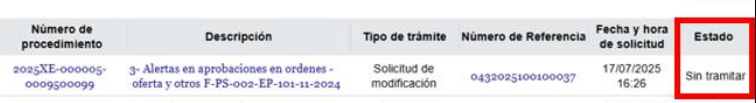 Número de procedimiento Descripción Tipo de trámite Número de Referencia Fecha y hora de solicitud Estado
2025XE-000005-0009500099 3- Alertas en aprobaciones en ordenes - oferta y otros F-PS-002-EP-101-11-2024 Solicitud de modificación 0432025100100037 17/07/2025 16:26 Sin tramitar